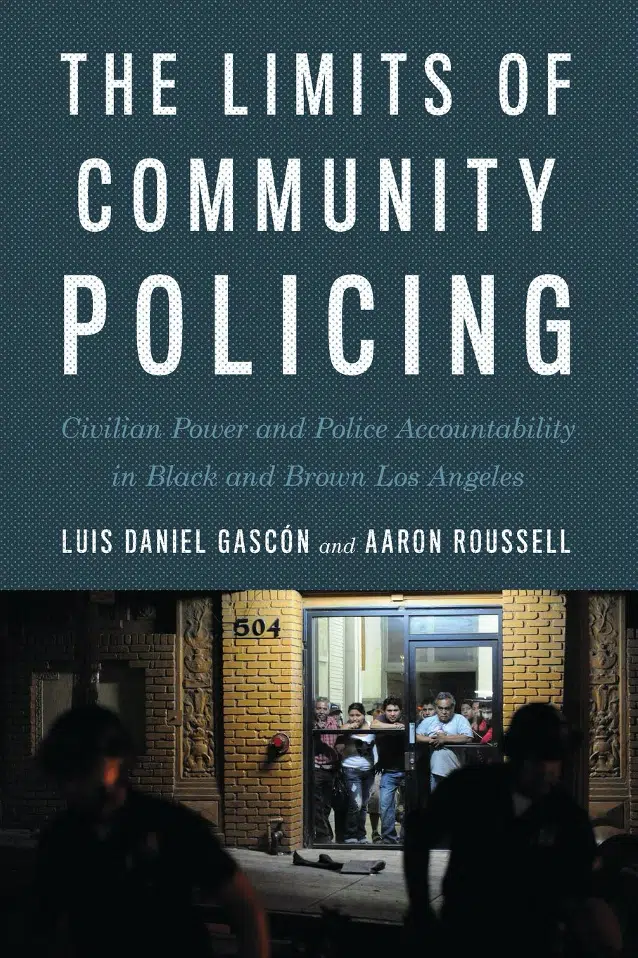 THE LIMITS OF
COMMUNITY
POLICING
Civilian Power and Police Accountability
in Black and Brown Los Angeles
LUIS DANIEL GASCÓN and AARON ROUSSELL
504